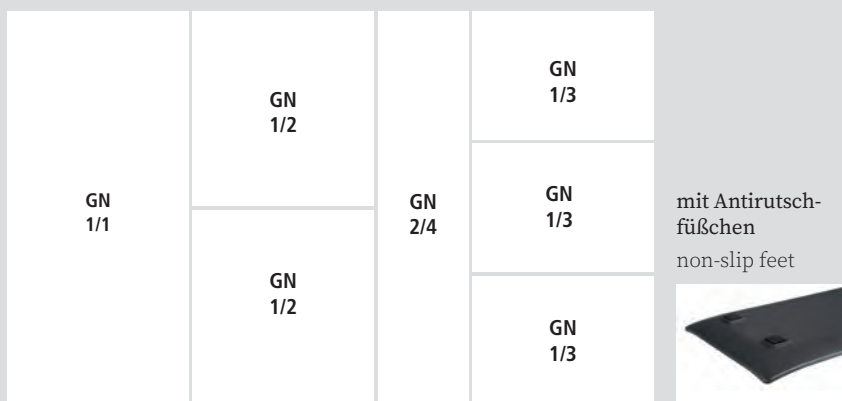 GN
1/1
GN
1/2
GN
1/2
GN
2/4
GN
1/3
GN
1/3
GN
1/3
mit Antirutsch-
füßchen
non-slip feet